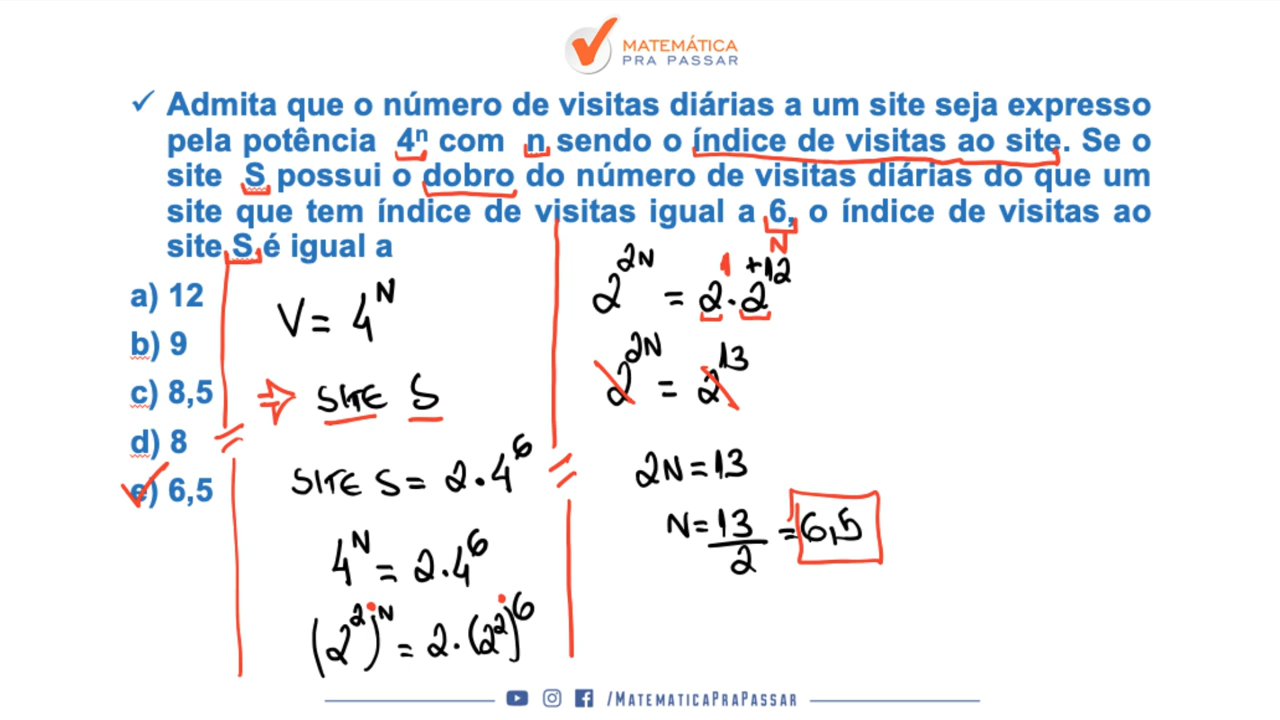 MATEMÁTICA
PRA PASSAR
✓ Admita que o número de visitas diárias a um site seja expresso
pela potência 4ⁿ com n sendo o índice de visitas ao site. Se o
site S possui o dobro do número de visitas diárias do que um
site que tem índice de visitas igual a 6, o índice de visitas ao
site S é igual a
a) 12
b) 9
c) 8,5
d) 8
e) 6,5
V = 4^N
⇒ SITE S
SITE S = 2 · 4^6
4^N = 2 · 4^6
(2^2)^N = 2 · (2^2)^6
N
2^2N = 2^1 · 2^+12
2^2N = 2^13
2N = 13
N = 13/2 = 6,5
/MATEMATICAPRAPASSAR